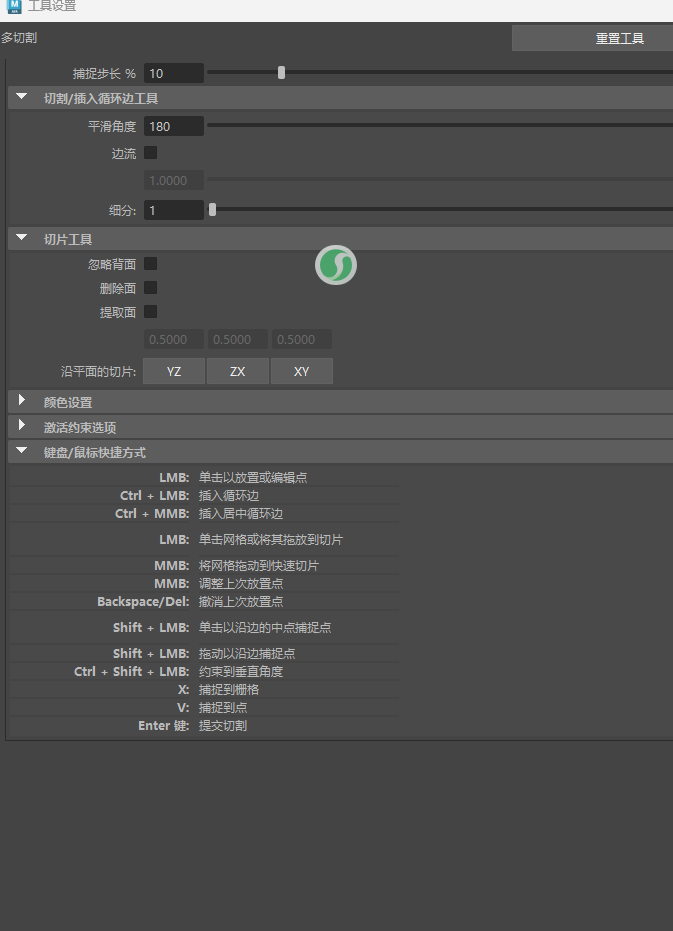 工具设置
多切割
重置工具
捕捉步长 % 10
切割/插入循环边工具
平滑角度 180
边流
1.0000
细分: 1
切片工具
忽略背面
删除面
提取面
0.5000 0.5000 0.5000
沿平面的切片: YZ ZX XY
颜色设置
激活约束选项
键盘/鼠标快捷方式
LMB: 单击以放置或编辑点
Ctrl + LMB: 插入循环边
Ctrl + MMB: 插入居中循环边
LMB: 单击网格或将其拖放到切片
MMB: 将网格拖动到快速切片
MMB: 调整上次放置点
Backspace/Del: 撤消上次放置点
Shift + LMB: 单击以沿边的中点捕捉点
Shift + LMB: 拖动以沿边捕捉点
Ctrl + Shift + LMB: 约束到垂直角度
X: 捕捉到栅格
V: 捕捉到点
Enter 键: 提交切割